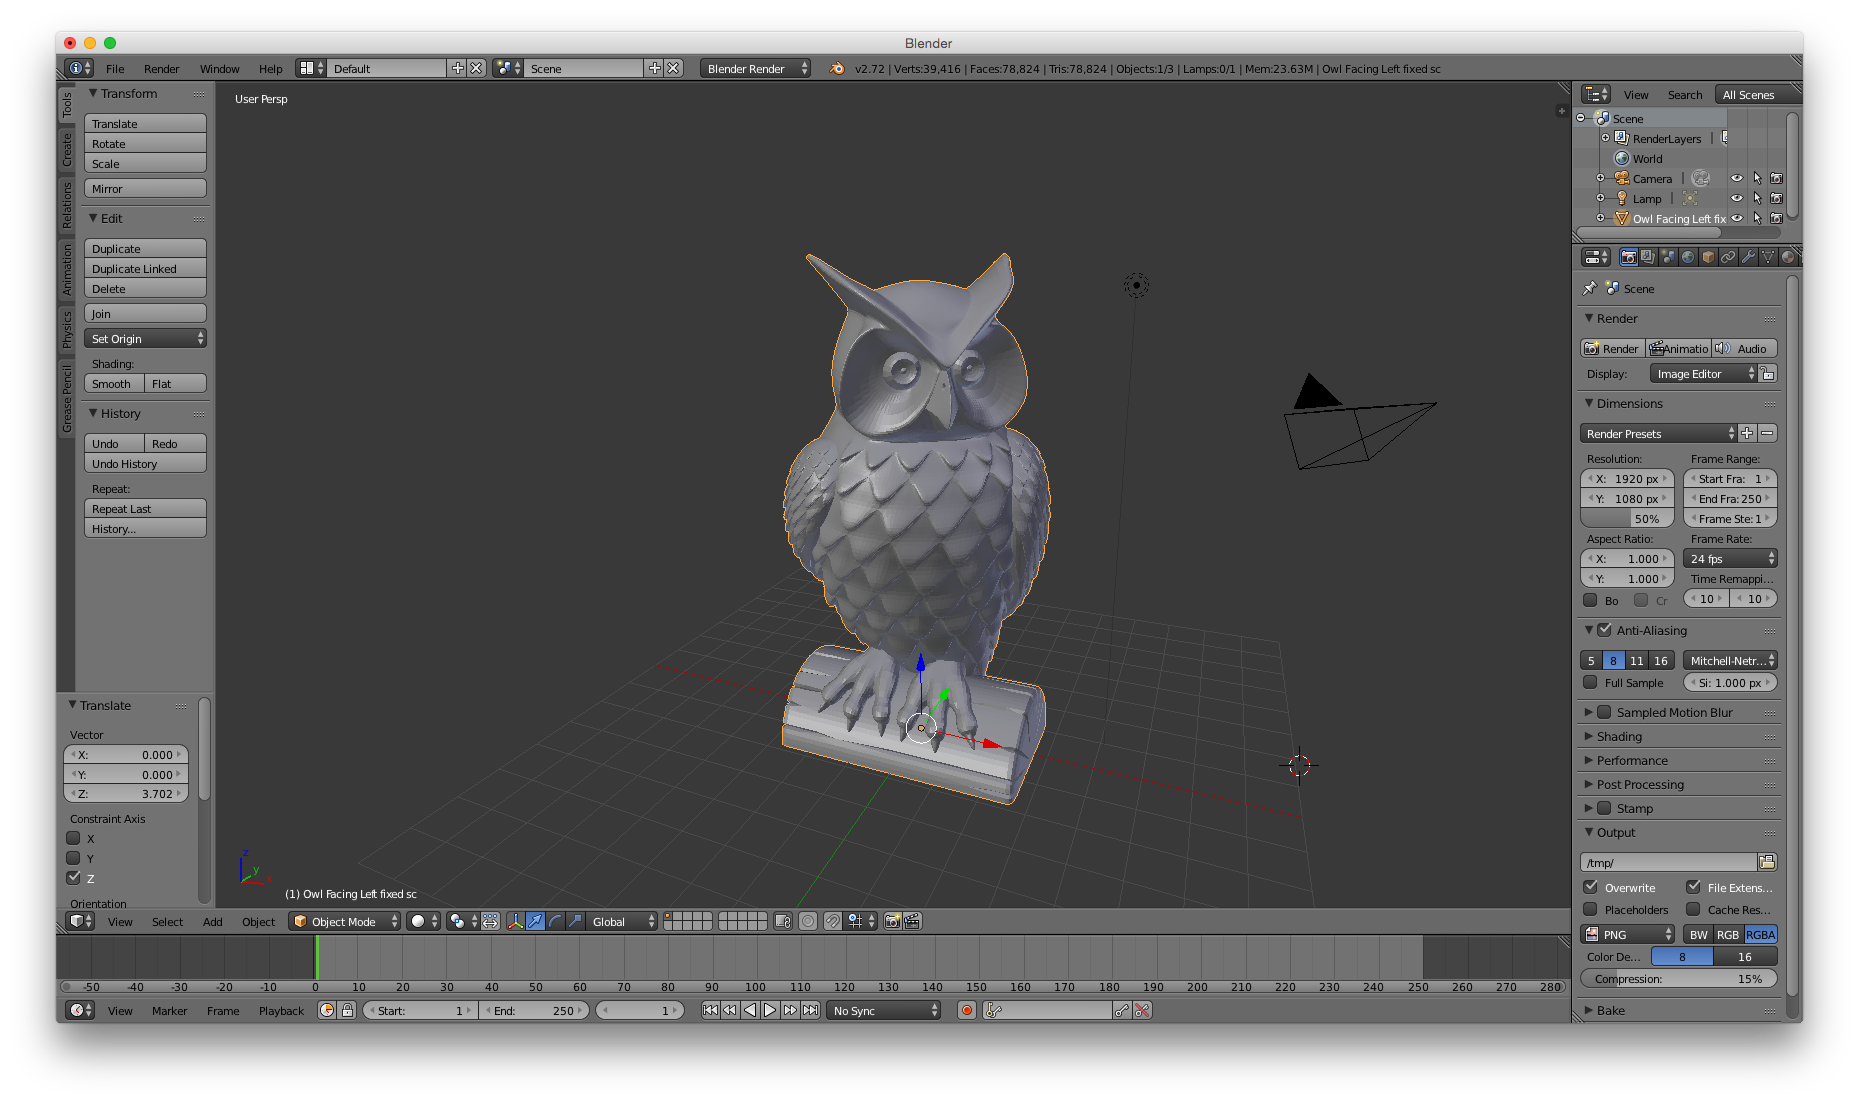 Blender
File Render Window Help Default Scene Blender Render v2.72 | Verts:39,416 | Faces:78,824 | Tris:78,824 | Objects:1/3 | Lamps:0/1 | Mem:23.63M | Owl Facing Left fixed sc
Tools
Create
Relations
Animation
Physics
Grease Pencil
Transform
Translate
Rotate
Scale
Mirror
Edit
Duplicate
Duplicate Linked
Delete
Join
Set Origin
Shading:
Smooth Flat
History
Undo Redo
Undo History
Repeat:
Repeat Last
History...
Translate
Vector
X: 0.000
Y: 0.000
Z: 3.702
Constraint Axis
X
Y
Z
Orientation
User Persp
z
y
x
(1) Owl Facing Left fixed sc
View Select Add Object Object Mode Global
-50 -40 -30 -20 -10 0 10 20 30 40 50 60 70 80 90 100 110 120 130 140 150 160 170 180 190 200 210 220 230 240 250 260 270 280
View Marker Frame Playback Start: 1 End: 250 1 No Sync
View Search All Scenes
Scene
RenderLayers
World
Camera
Lamp
Owl Facing Left fix
Scene
Render
Render Animatio Audio
Display: Image Editor
Dimensions
Render Presets
Resolution: Frame Range:
X: 1920 px Start Fra: 1
Y: 1080 px End Fra: 250
50% Frame Ste: 1
Aspect Ratio: Frame Rate:
X: 1.000 24 fps
Y: 1.000 Time Remappi...
Bo Cr 10 10
Anti-Aliasing
5 8 11 16 Mitchell-Netr...
Full Sample Si: 1.000 px
Sampled Motion Blur
Shading
Performance
Post Processing
Stamp
Output
/tmp/
Overwrite File Extens...
Placeholders Cache Res...
PNG BW RGB RGBA
Color De... 8 16
Compression: 15%
Bake